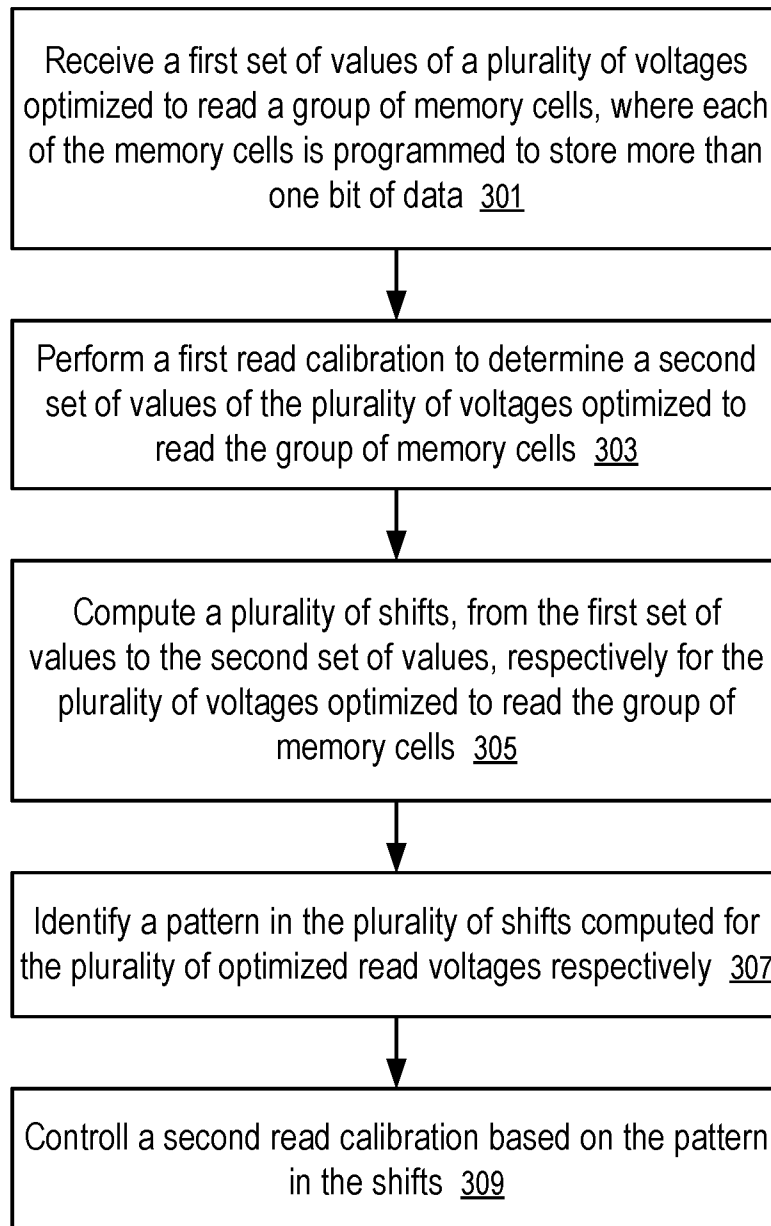 Receive a first set of values of a plurality of voltages
optimized to read a group of memory cells, where each
of the memory cells is programmed to store more than
one bit of data 301
Perform a first read calibration to determine a second
set of values of the plurality of voltages optimized to
read the group of memory cells 303
Compute a plurality of shifts, from the first set of
values to the second set of values, respectively for the
plurality of voltages optimized to read the group of
memory cells 305
Identify a pattern in the plurality of shifts computed for
the plurality of optimized read voltages respectively 307
Controll a second read calibration based on the pattern
in the shifts 309